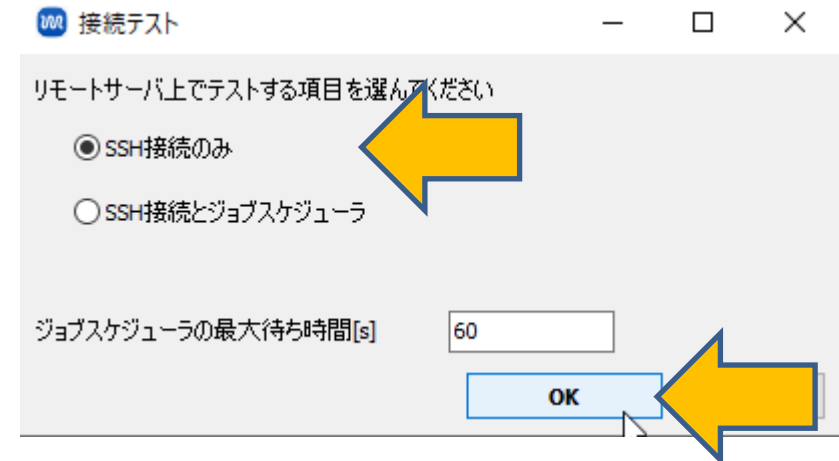 接続テスト
リモートサーバ上でテストする項目を選んでください
SSH接続のみ
SSH接続とジョブスケジューラ
ジョブスケジューラの最大待ち時間[s]
60
OK